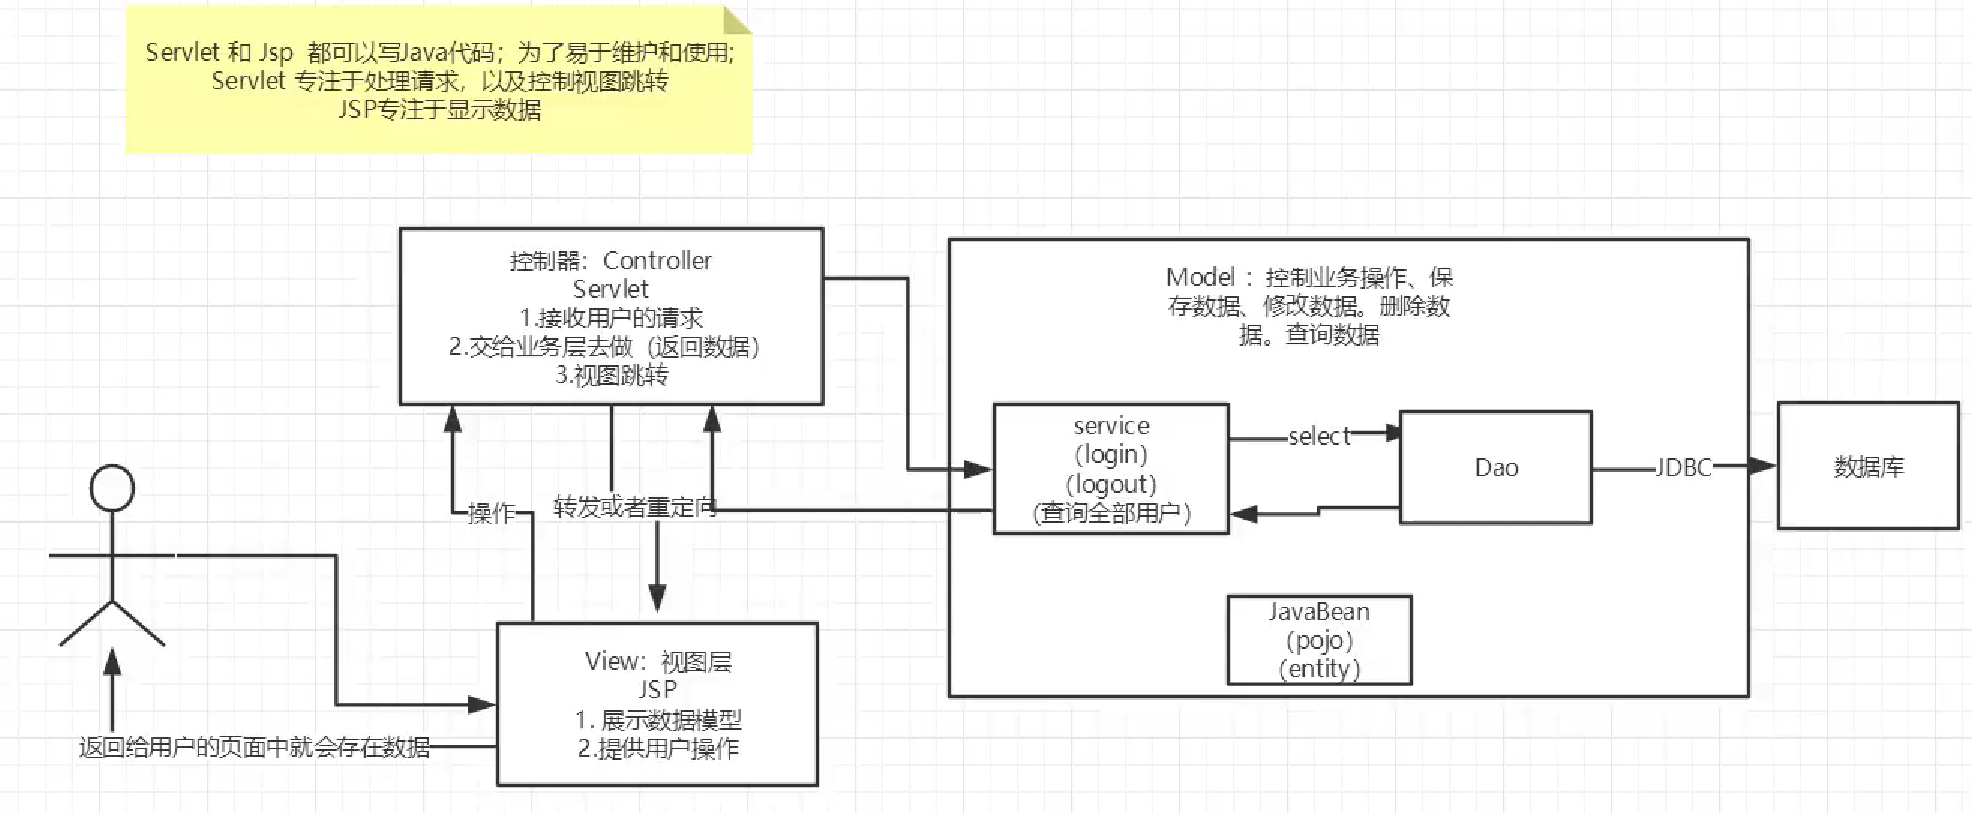 Servlet 和 Jsp 都可以写Java代码；为了易于维护和使用;
Servlet 专注于处理请求，以及控制视图跳转
JSP专注于显示数据
控制器：Controller
Servlet
1.接收用户的请求
2.交给业务层去做（返回数据）
3.视图跳转
Model ：控制业务操作、保
存数据、修改数据。删除数
据。查询数据
service
（login）
（logout）
（查询全部用户）
select
Dao
JDBC
数据库
操作
转发或者重定向
JavaBean
（pojo）
（entity）
View：视图层
JSP
1. 展示数据模型
2.提供用户操作
返回给用户的页面中就会存在数据